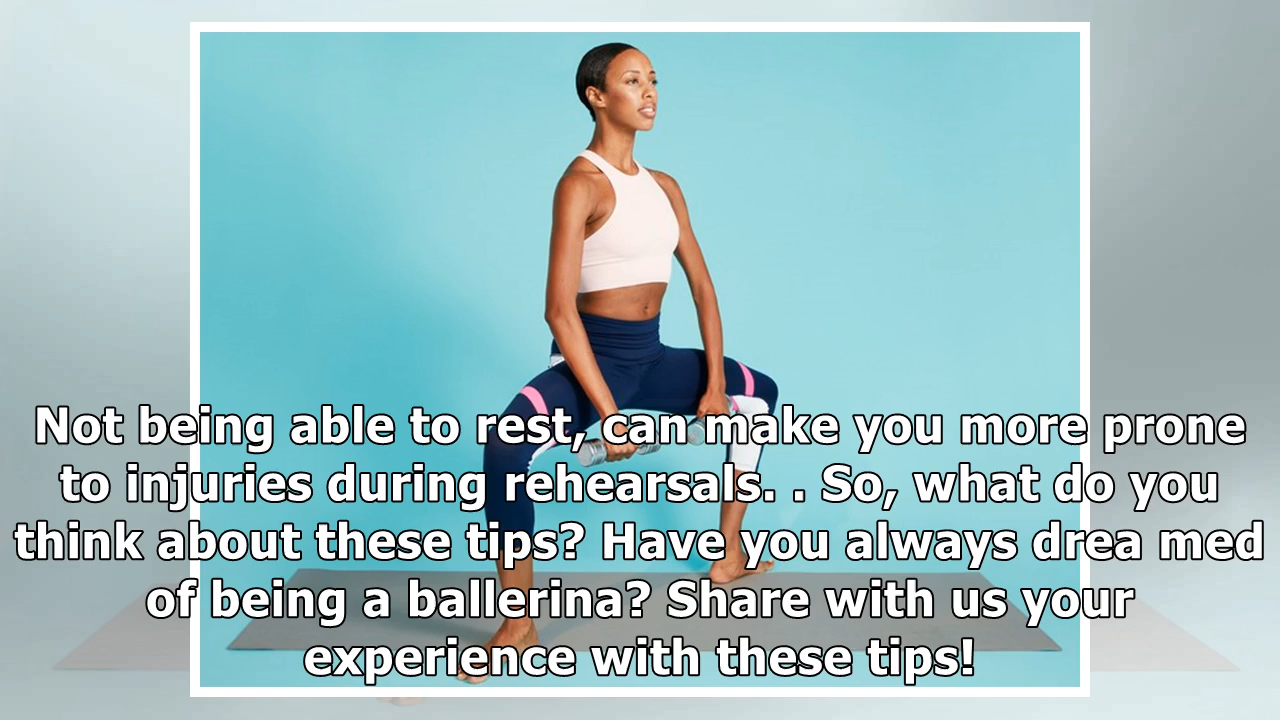 Not being able to rest, can make you more prone
to injuries during rehearsals. . So, what do you
think about these tips? Have you always drea med
of being a ballerina? Share with us your
experience with these tips!